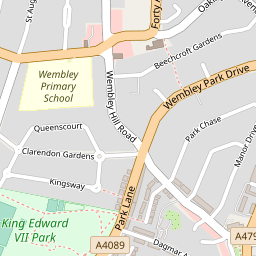 St Aug
Forty A
Oakin
Beechcroft Gardens
Wembley
Primary
School
Wembley Park Drive
Wembley Hill Road
Park Chase
Queenscourt
Clarendon Gardens
Manor Drive
Kingsway
Park Lane
King Edward
VII Park
A4089
A479
Dagmar A